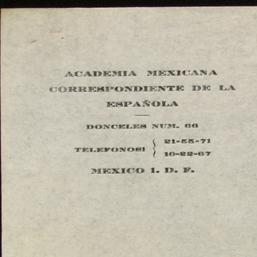 ACADEMIA MEXICANA
CORRESPONDIENTE DE LA
ESPAÑOLA
DONCELES NUM. 66
TELEFONOS: 21-55-71
10-22-67
MEXICO 1. D. F.